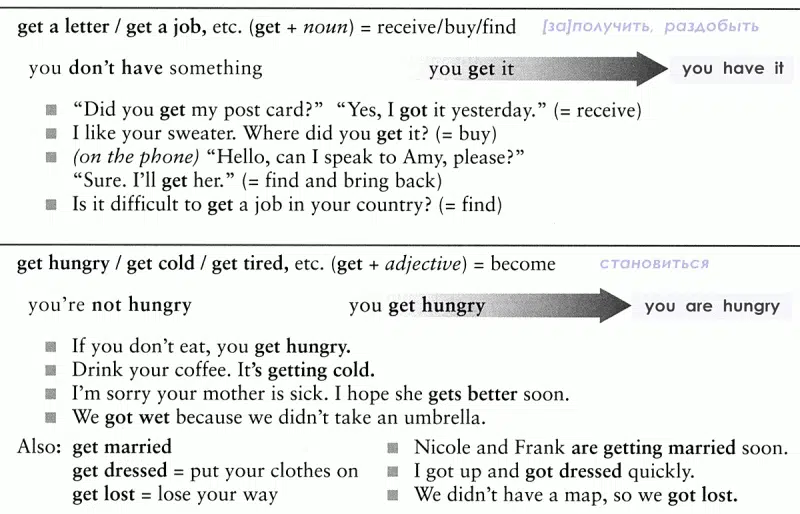 get a letter / get a job, etc. (get + noun) = receive/buy/find [за]получить, раздобыть
you don't have something you get it you have it
"Did you get my post card?" "Yes, I got it yesterday." (= receive)
I like your sweater. Where did you get it? (= buy)
(on the phone) "Hello, can I speak to Amy, please?"
"Sure. I'll get her." (= find and bring back)
Is it difficult to get a job in your country? (= find)
get hungry / get cold / get tired, etc. (get + adjective) = become становиться
you're not hungry you get hungry you are hungry
If you don't eat, you get hungry.
Drink your coffee. It's getting cold.
I'm sorry your mother is sick. I hope she gets better soon.
We got wet because we didn't take an umbrella.
Also: get married Nicole and Frank are getting married soon.
get dressed = put your clothes on I got up and got dressed quickly.
get lost = lose your way We didn't have a map, so we got lost.